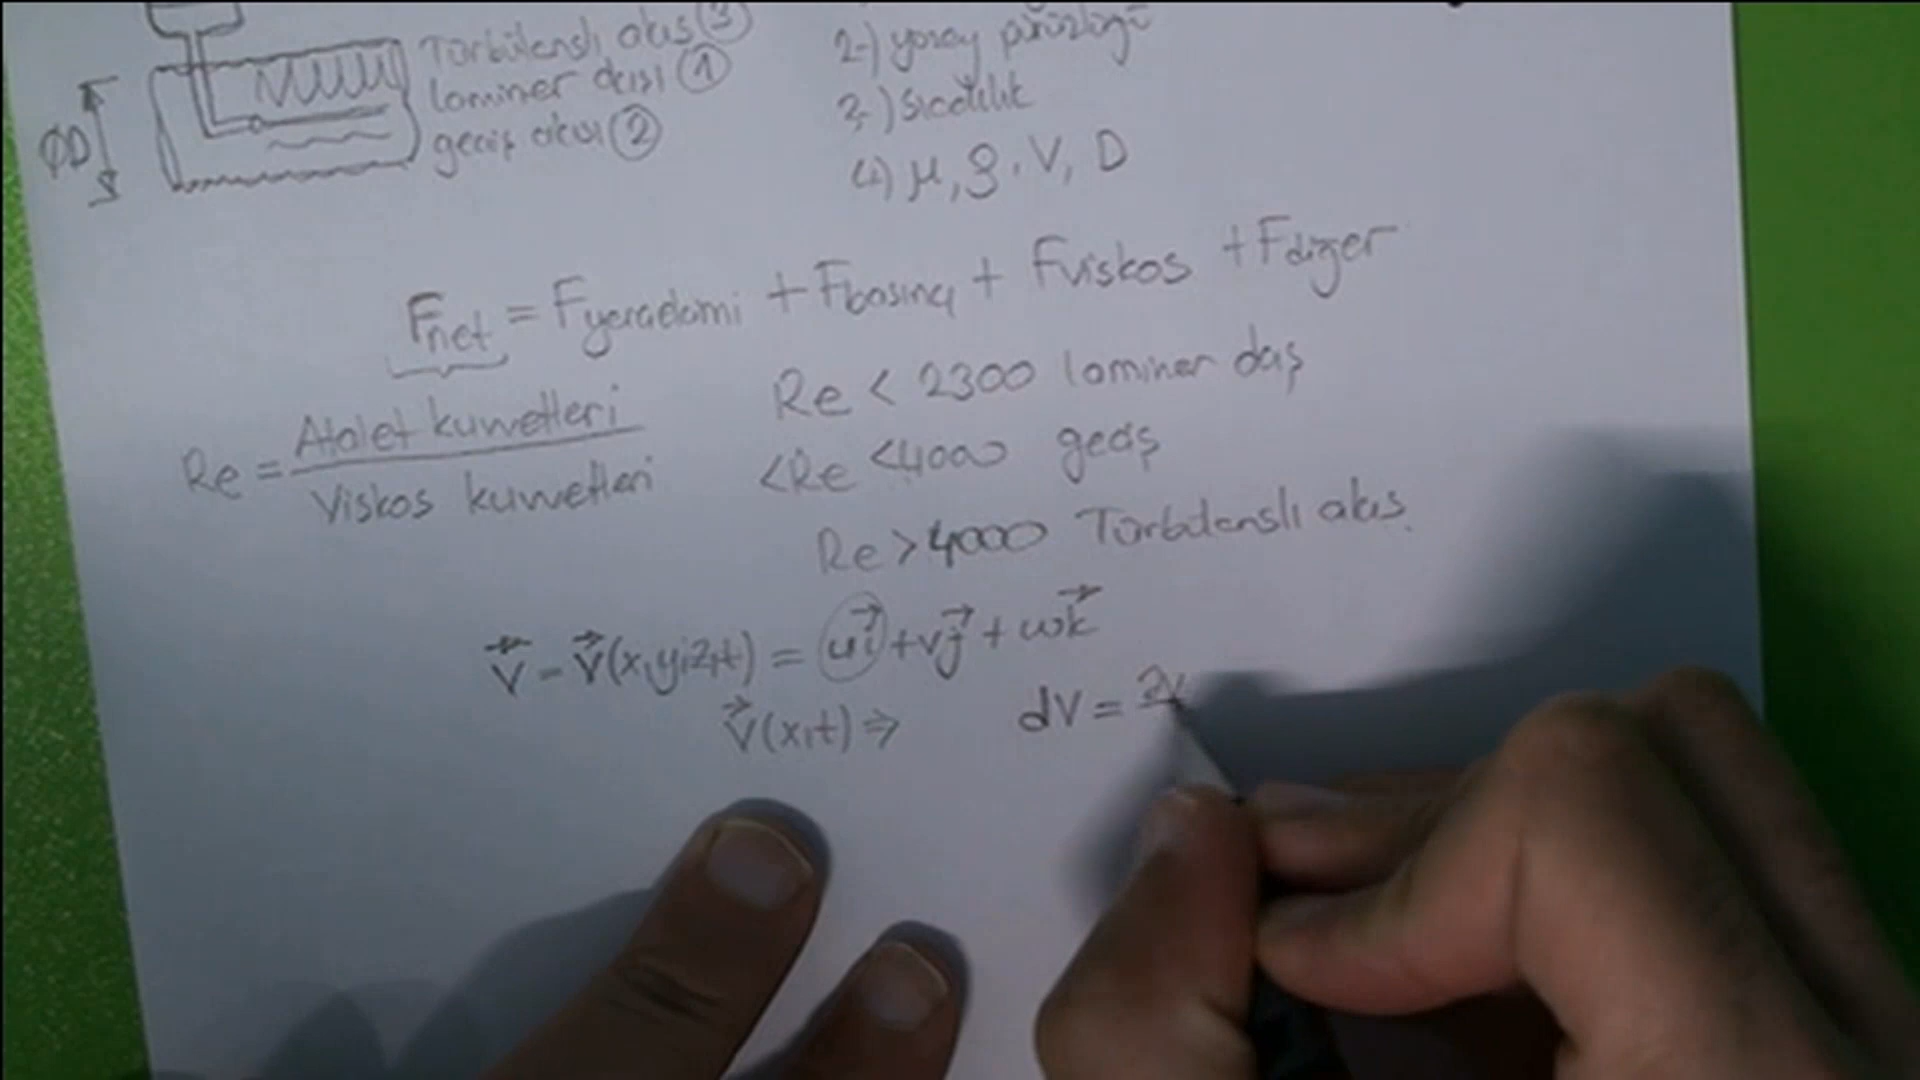 Türbülanslı akış (3)
laminer akışı (1)
geçiş akışı (2)
ØD
2-) yüzey pürüzlüğü
3-) sıcaklık
4) μ, ρ, V, D
Fnet = Fyerçekimi + Fbasınç + Fviskos + Fdiğer
Re = Atalet kuvvetleri / Viskos kuvvetleri
Re < 2300 laminer akış
<Re <4000 geçiş
Re > 4000 Türbülanslı akış.
V⃗ = V⃗(x,y,z,t) = ui⃗ + vj⃗ + wk⃗
V⃗(x,t) ⇒
dV = ∂V